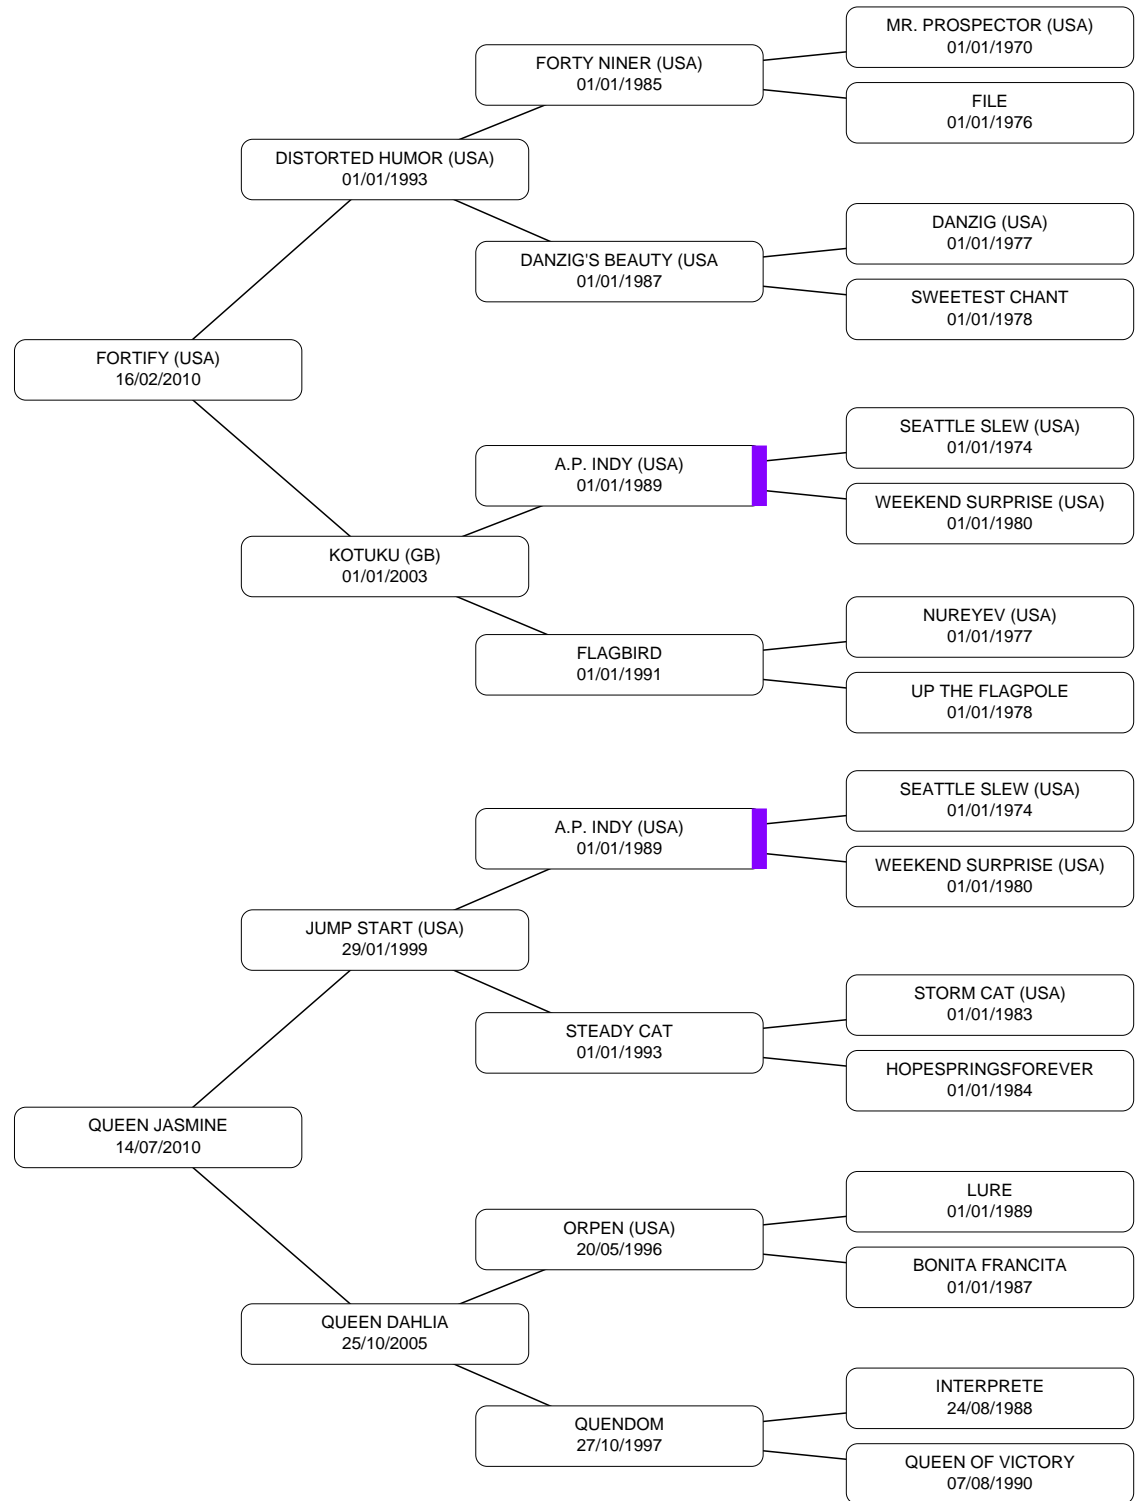 MR. PROSPECTOR (USA)
01/01/1970
FORTY NINER (USA)
01/01/1985
FILE
01/01/1976
DISTORTED HUMOR (USA)
01/01/1993
DANZIG (USA)
01/01/1977
DANZIG'S BEAUTY (USA
01/01/1987
SWEETEST CHANT
01/01/1978
FORTIFY (USA)
16/02/2010
SEATTLE SLEW (USA)
01/01/1974
A.P. INDY (USA)
01/01/1989
WEEKEND SURPRISE (USA)
01/01/1980
KOTUKU (GB)
01/01/2003
NUREYEV (USA)
01/01/1977
FLAGBIRD
01/01/1991
UP THE FLAGPOLE
01/01/1978
SEATTLE SLEW (USA)
01/01/1974
A.P. INDY (USA)
01/01/1989
WEEKEND SURPRISE (USA)
01/01/1980
JUMP START (USA)
29/01/1999
STORM CAT (USA)
01/01/1983
STEADY CAT
01/01/1993
HOPESPRINGSFOREVER
01/01/1984
QUEEN JASMINE
14/07/2010
LURE
01/01/1989
ORPEN (USA)
20/05/1996
BONITA FRANCITA
01/01/1987
QUEEN DAHLIA
25/10/2005
INTERPRETE
24/08/1988
QUENDOM
27/10/1997
QUEEN OF VICTORY
07/08/1990